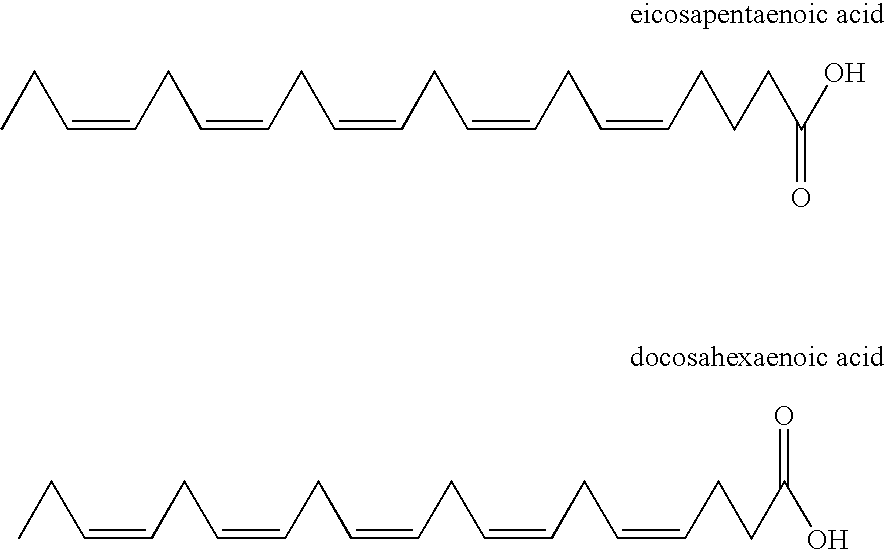 eicosapentaenoic acid
OH
O
docosahexaenoic acid
O
OH